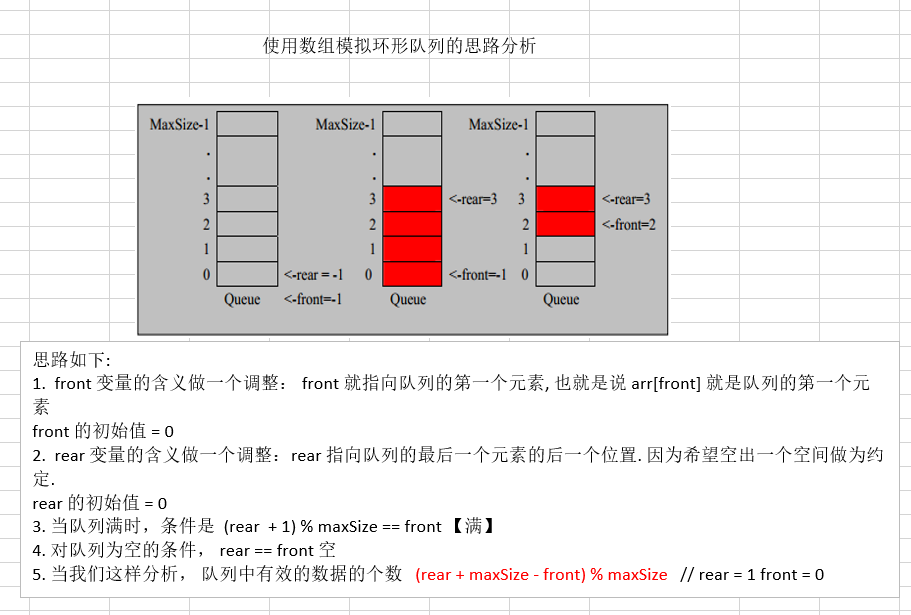 使用数组模拟环形队列的思路分析
MaxSize-1 MaxSize-1 MaxSize-1
. . .
. . .
3 3 <-rear=3 3 <-rear=3
2 2 2 <-front=2
1 1 1
0 <-rear = -1 0 <-front=-1 0
Queue <-front=-1 Queue Queue
思路如下:
1. front 变量的含义做一个调整： front 就指向队列的第一个元素, 也就是说 arr[front] 就是队列的第一个元
素
front 的初始值 = 0
2. rear 变量的含义做一个调整：rear 指向队列的最后一个元素的后一个位置. 因为希望空出一个空间做为约
定.
rear 的初始值 = 0
3. 当队列满时，条件是 (rear + 1) % maxSize == front 【满】
4. 对队列为空的条件， rear == front 空
5. 当我们这样分析， 队列中有效的数据的个数 (rear + maxSize - front) % maxSize // rear = 1 front = 0